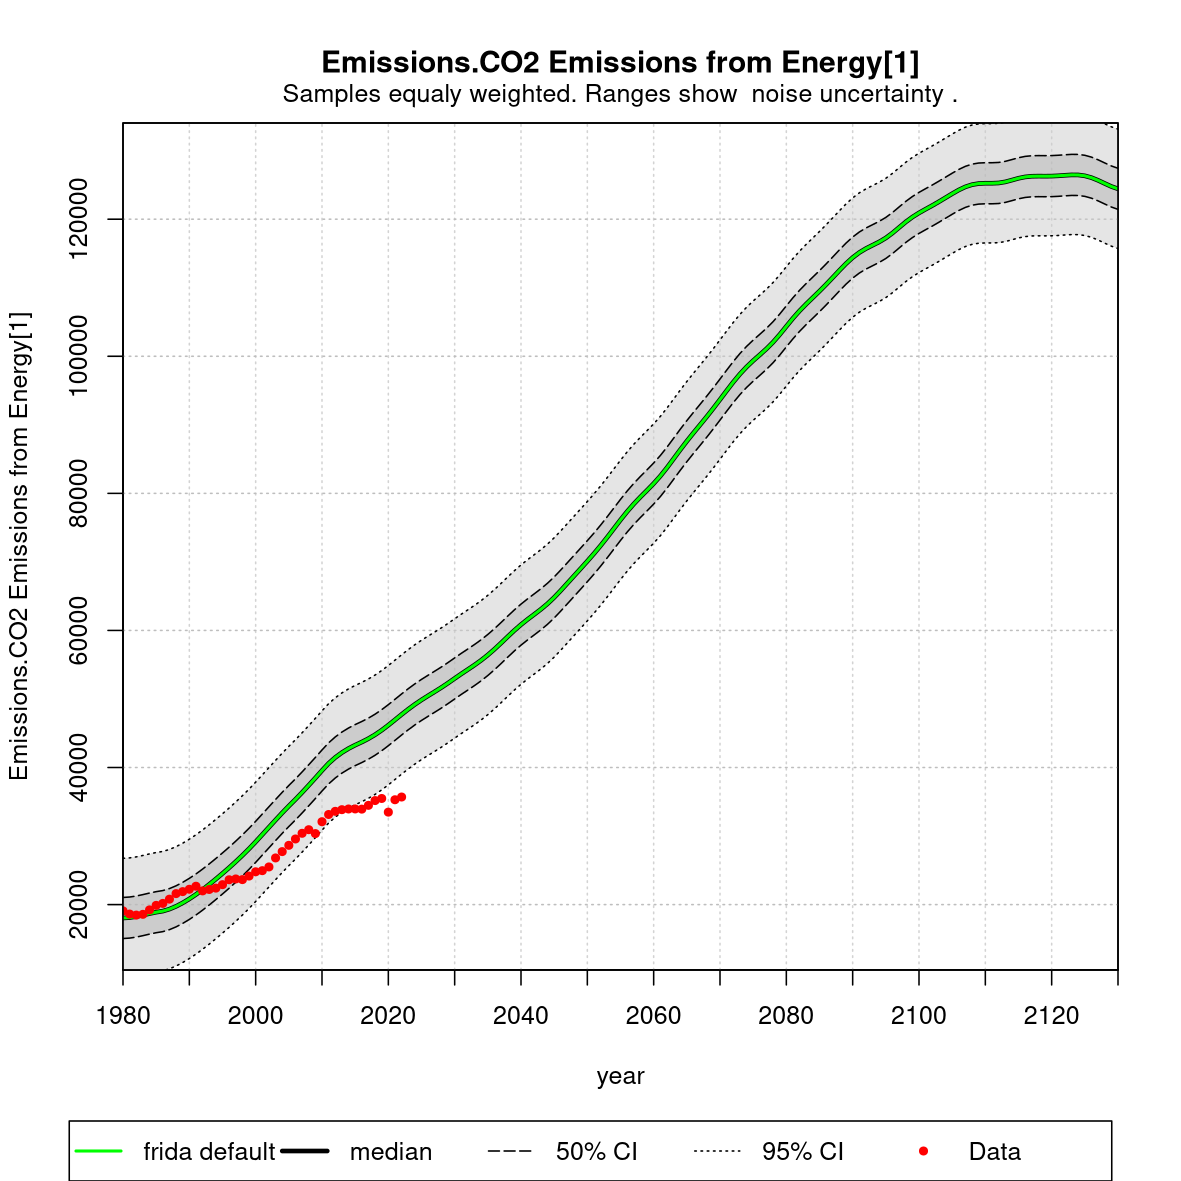 Emissions.CO2 Emissions from Energy[1]
Samples equaly weighted. Ranges show  noise uncertainty .
Emissions.CO2 Emissions from Energy[1]
120000
100000
80000
60000
40000
20000
1980 2000 2020 2040 2060 2080 2100 2120
year
frida default median 50% CI 95% CI Data